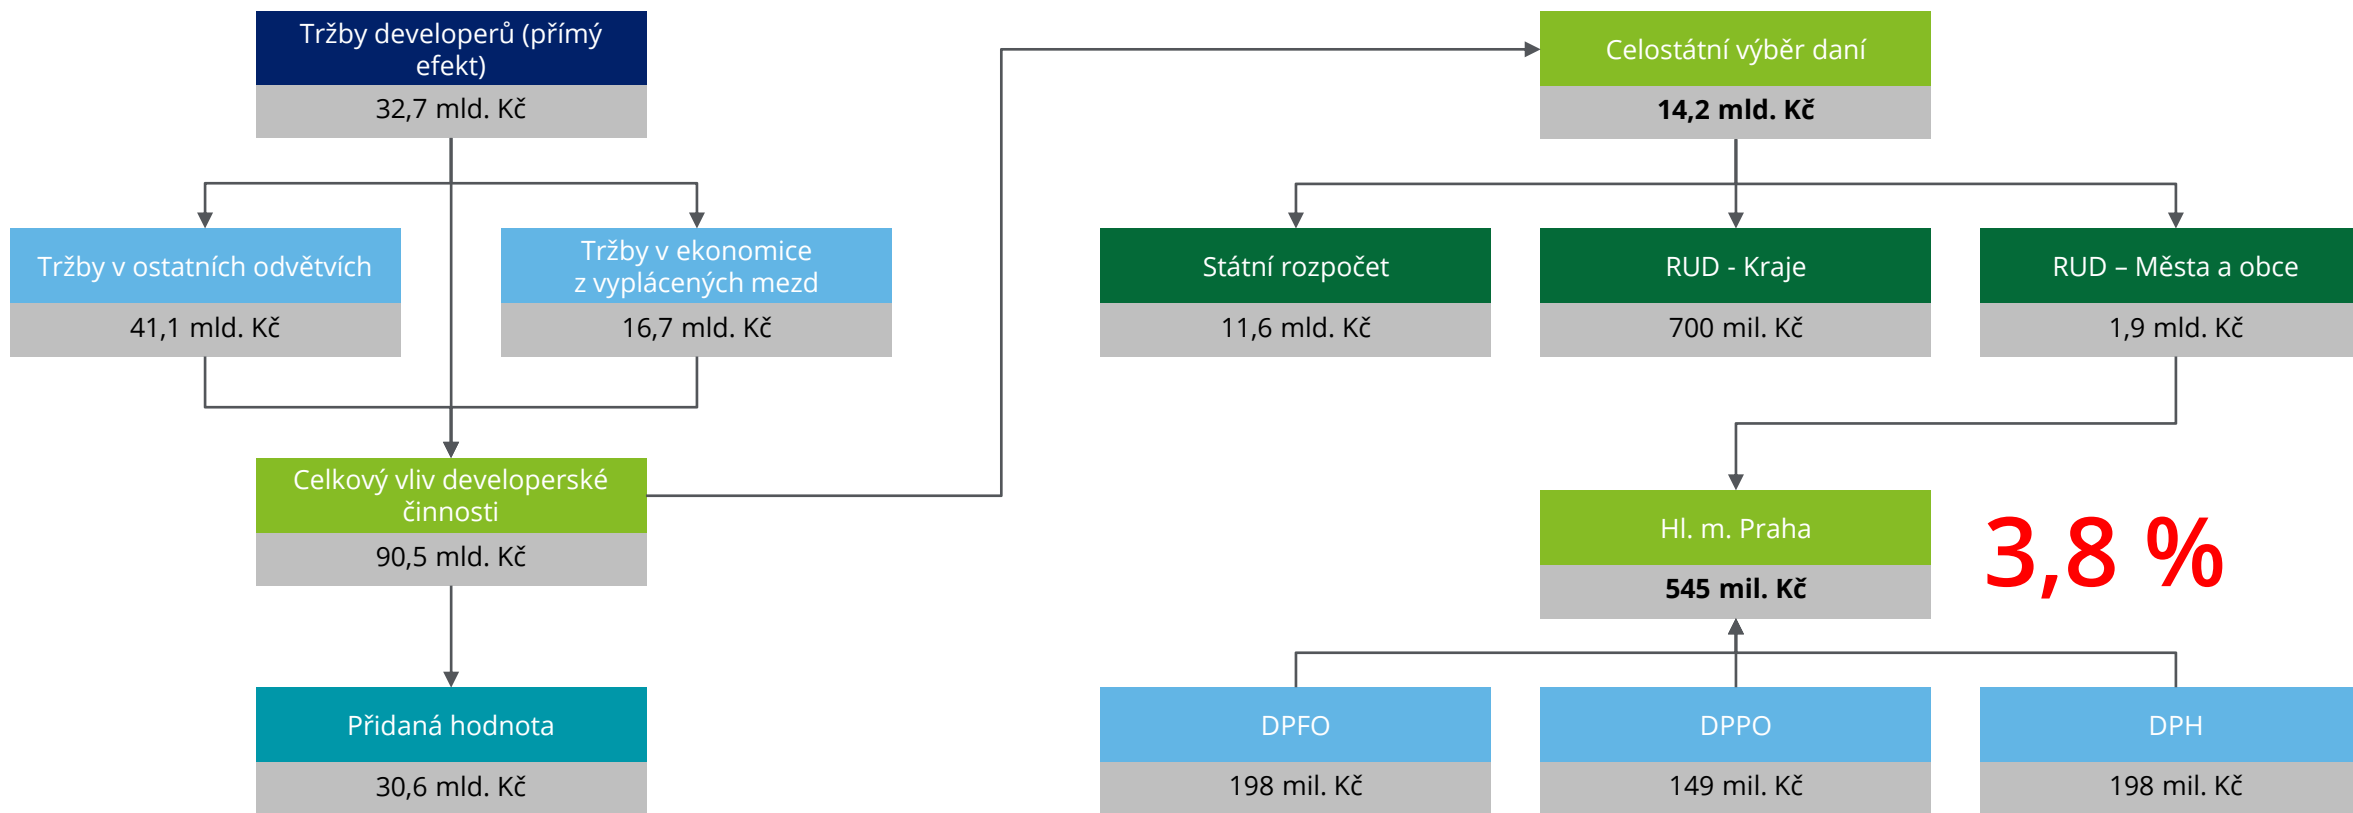 Tržby developerů (přímý
efekt)
32,7 mld. Kč
Tržby v ostatních odvětvích
41,1 mld. Kč
Tržby v ekonomice
z vyplácených mezd
16,7 mld. Kč
Celkový vliv developerské
činnosti
90,5 mld. Kč
Přidaná hodnota
30,6 mld. Kč
Celostátní výběr daní
14,2 mld. Kč
Státní rozpočet
11,6 mld. Kč
RUD - Kraje
700 mil. Kč
RUD – Města a obce
1,9 mld. Kč
Hl. m. Praha
545 mil. Kč
3,8 %
DPFO
198 mil. Kč
DPPO
149 mil. Kč
DPH
198 mil. Kč